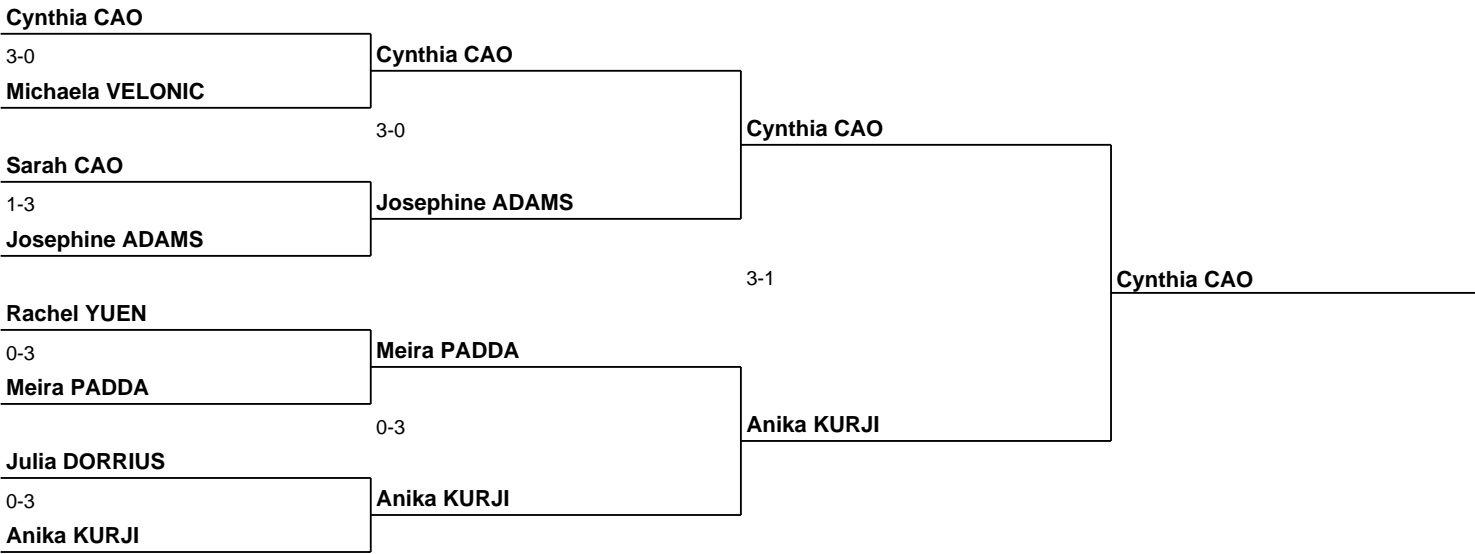 Cynthia CAO
3-0
Cynthia CAO
Michaela VELONIC
3-0
Cynthia CAO
Sarah CAO
1-3
Josephine ADAMS
Josephine ADAMS
3-1
Cynthia CAO
Rachel YUEN
0-3
Meira PADDA
Meira PADDA
0-3
Anika KURJI
Julia DORRIUS
0-3
Anika KURJI
Anika KURJI